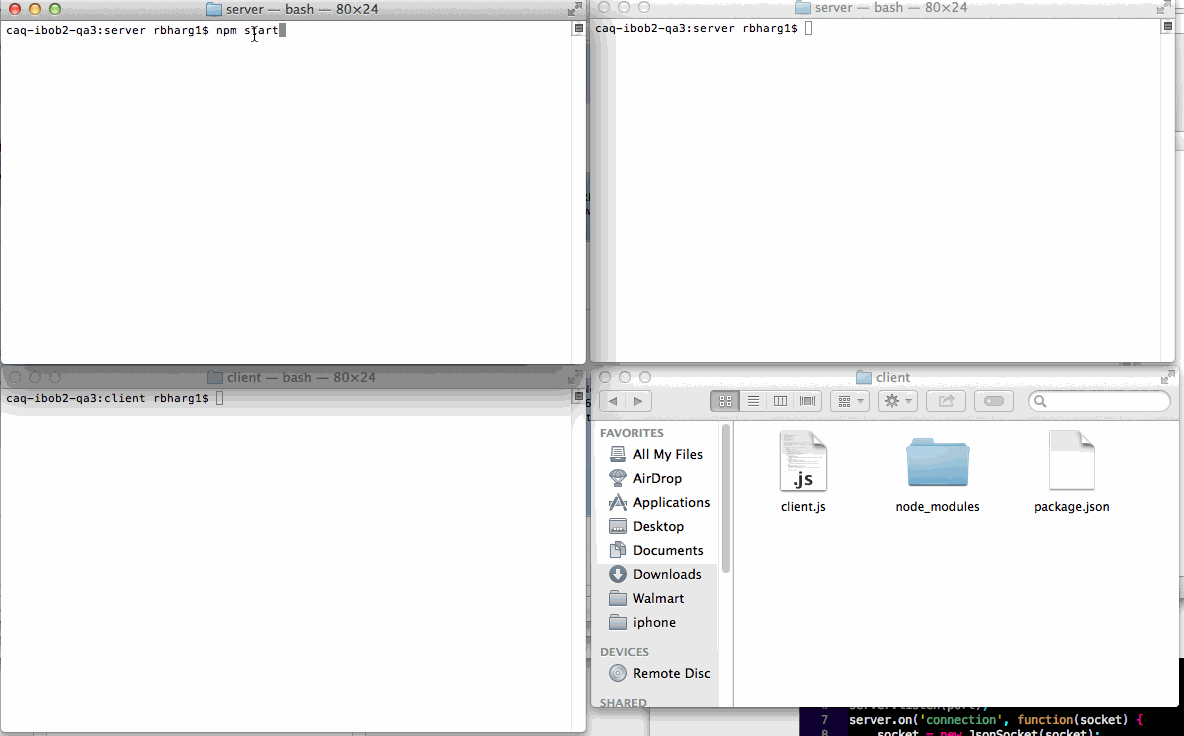 server — bash — 80×24
caq-ibob2-qa3:server rbharg1$ npm start
server — bash — 80×24
caq-ibob2-qa3:server rbharg1$
client — bash — 80×24
caq-ibob2-qa3:client rbharg1$
client
FAVORITES
All My Files
AirDrop
Applications
Desktop
Documents
Downloads
Walmart
iphone
DEVICES
Remote Disc
SHARED
.js
client.js
node_modules
package.json
server.listen(port);
7 server.on('connection', function(socket) {
8 socket = new JsonSocket(socket);